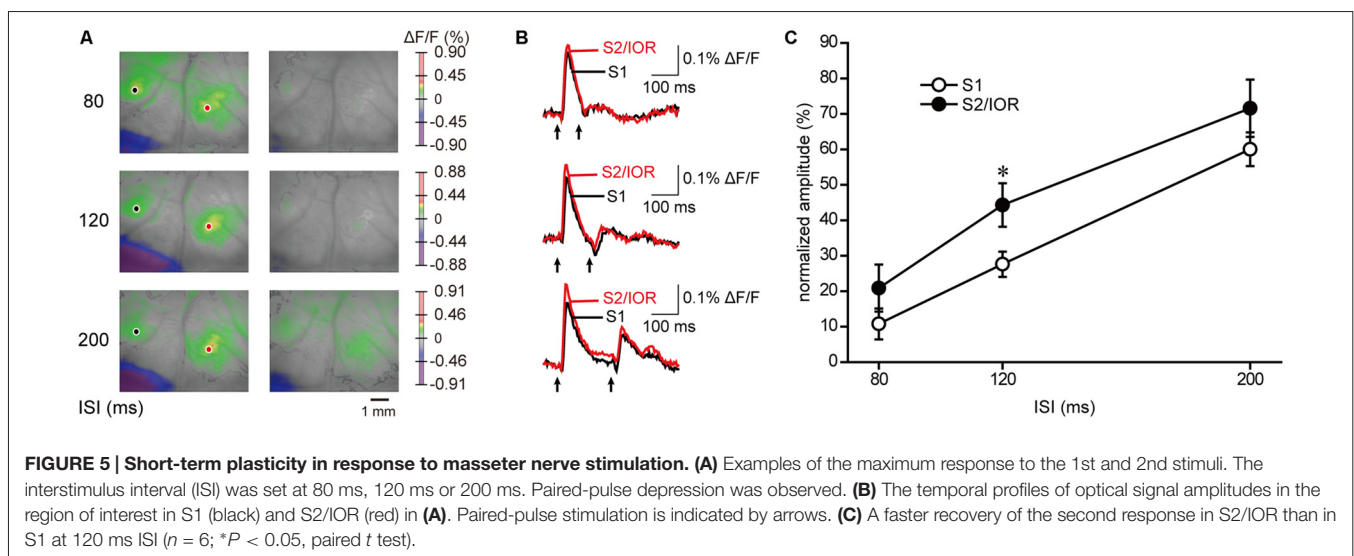 A
ΔF/F (%)
80
0.90
0.45
0
-0.45
-0.90
120
0.88
0.44
0
-0.44
-0.88
200
0.91
0.46
0
-0.46
-0.91
ISI (ms)
1 mm
B
S2/IOR
S1
0.1% ΔF/F
100 ms
S2/IOR
S1
0.1% ΔF/F
100 ms
S2/IOR
S1
0.1% ΔF/F
100 ms
C
normalized amplitude (%)
90
80
70
60
50
40
30
20
10
0
S1
S2/IOR
*
80
120
200
ISI (ms)
FIGURE 5 | Short-term plasticity in response to masseter nerve stimulation. (A) Examples of the maximum response to the 1st and 2nd stimuli. The
interstimulus interval (ISI) was set at 80 ms, 120 ms or 200 ms. Paired-pulse depression was observed. (B) The temporal profiles of optical signal amplitudes in the
region of interest in S1 (black) and S2/IOR (red) in (A). Paired-pulse stimulation is indicated by arrows. (C) A faster recovery of the second response in S2/IOR than in
S1 at 120 ms ISI (n = 6; *P < 0.05, paired t test).